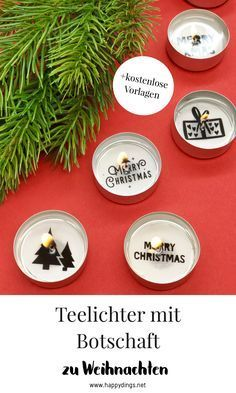 +kostenlose
Vorlagen
MERRY
CHRISTMAS
MERRY
CHRISTMAS
Teelichter mit
Botschaft
zu Weihnachten
www.happydings.net